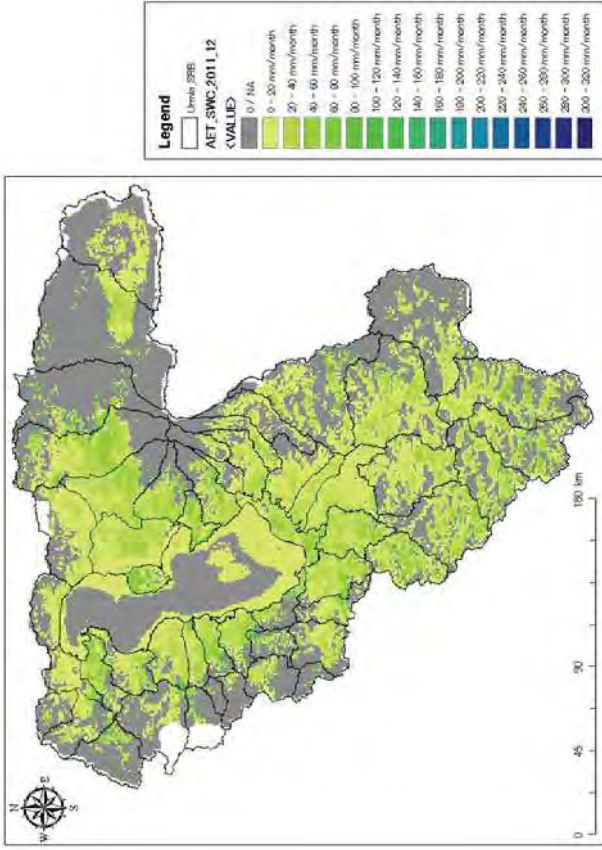 N
W E
S
Legend
Urmia_SRB
AET_SWC_2011_12
<VALUE>
0 / NA
0 - 20 mm/month
20 - 40 mm/month
40 - 60 mm/month
60 - 80 mm/month
80 - 100 mm/month
100 - 120 mm/month
120 - 140 mm/month
140 - 160 mm/month
160 - 180 mm/month
180 - 200 mm/month
200 - 220 mm/month
220 - 240 mm/month
240 - 260 mm/month
260 - 280 mm/month
280 - 300 mm/month
300 - 320 mm/month
0 45 90 180 km